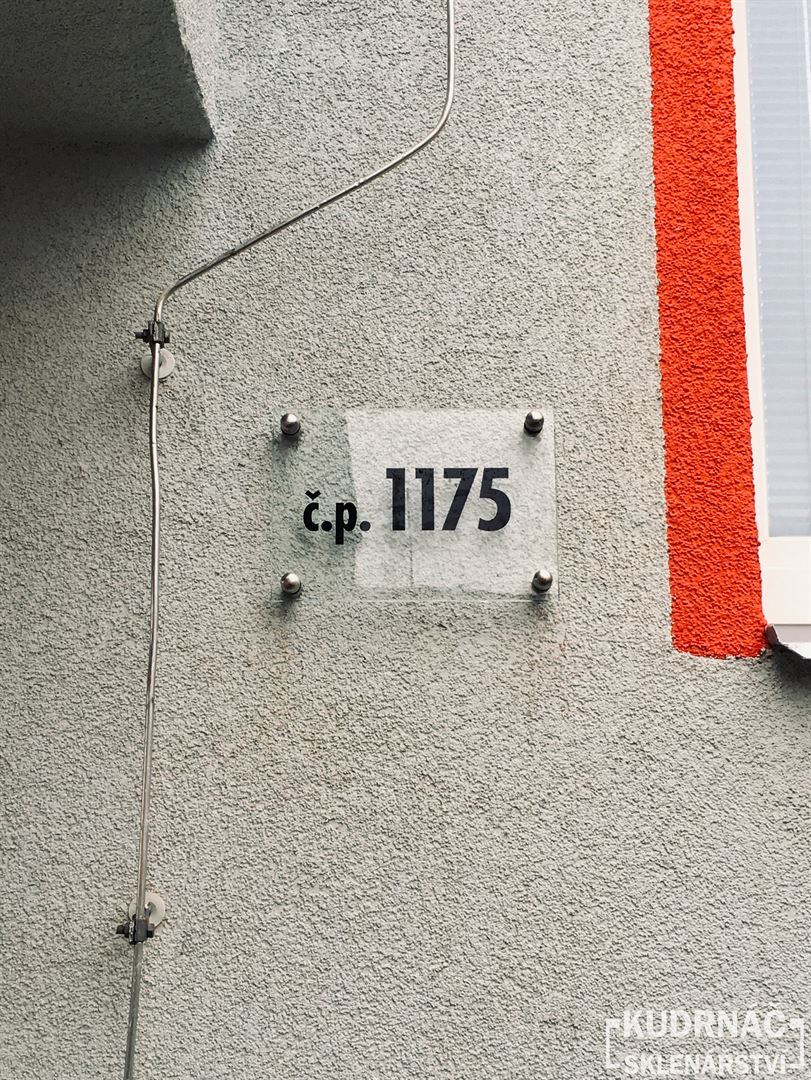 č.p. 1175
KUDRNÁČ
SKLENÁŘSTVÍ